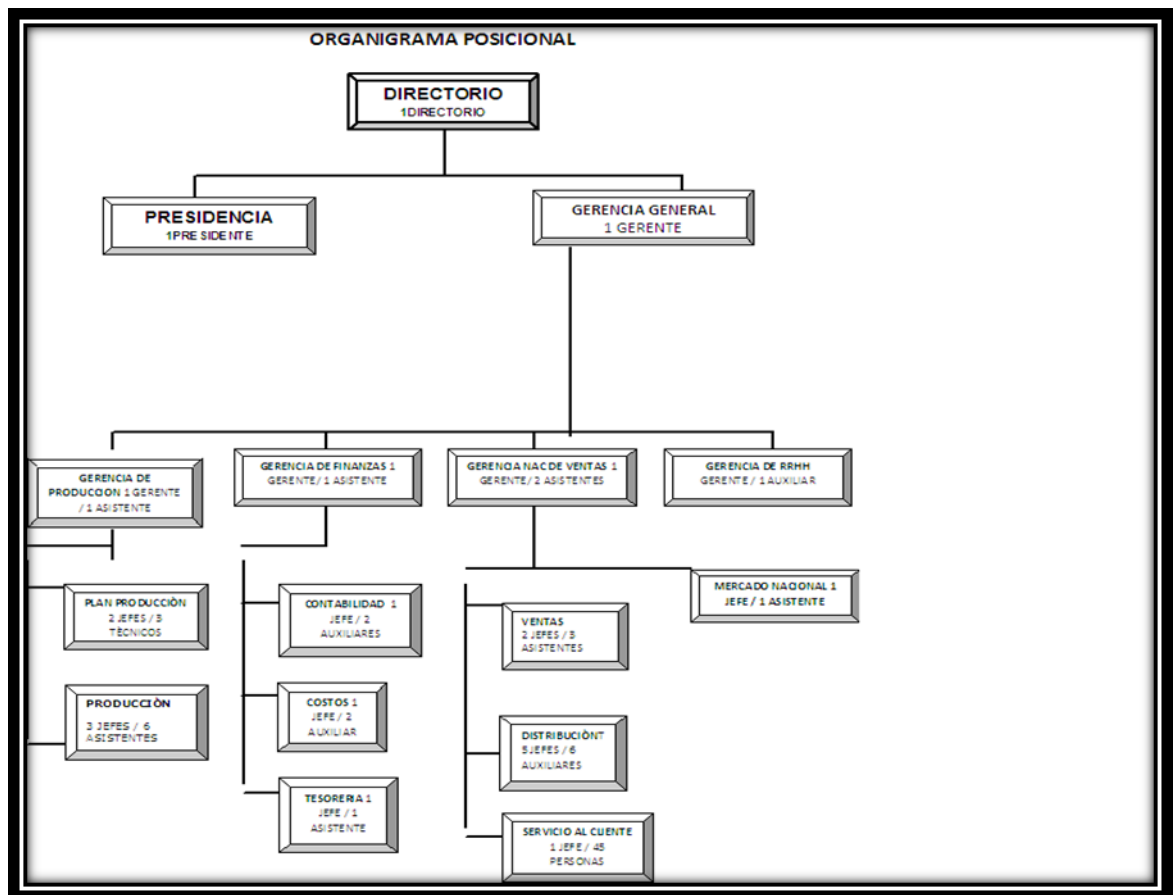 ORGANIGRAMA POSICIONAL
DIRECTORIO
1DIRECTORIO
PRESIDENCIA
1PRESIDENTE
GERENCIA GENERAL
1 GERENTE
GERENCIA DE
PRODUCCION 1 GERENTE
/ 1 ASISTENTE
GERENCIA DE FINANZAS 1
GERENTE/ 1 ASISTENTE
GERENCIA NAC DE VENTAS 1
GERENTE/ 2 ASISTENTES
GERENCIA DE RRHH
GERENTE / 1 AUXILIAR
PLAN PRODUCCIÒN
2 JEFES / 3
TÈCNICOS
PRODUCCIÒN
3 JEFES / 6
ASISTENTES
CONTABILIDAD 1
JEFE / 2
AUXILIARES
COSTOS 1
JEFE / 2
AUXILIAR
TESORERIA 1
JEFE / 1
ASISTENTE
VENTAS
2 JEFES / 3
ASISTENTES
DISTRIBUCIÒNT
5JEFES / 6
AUXILIARES
SERVICIO AL CLIENTE
1 JEFE / 45
PERSONAS
MERCADO NACIONAL 1
JEFE / 1 ASISTENTE